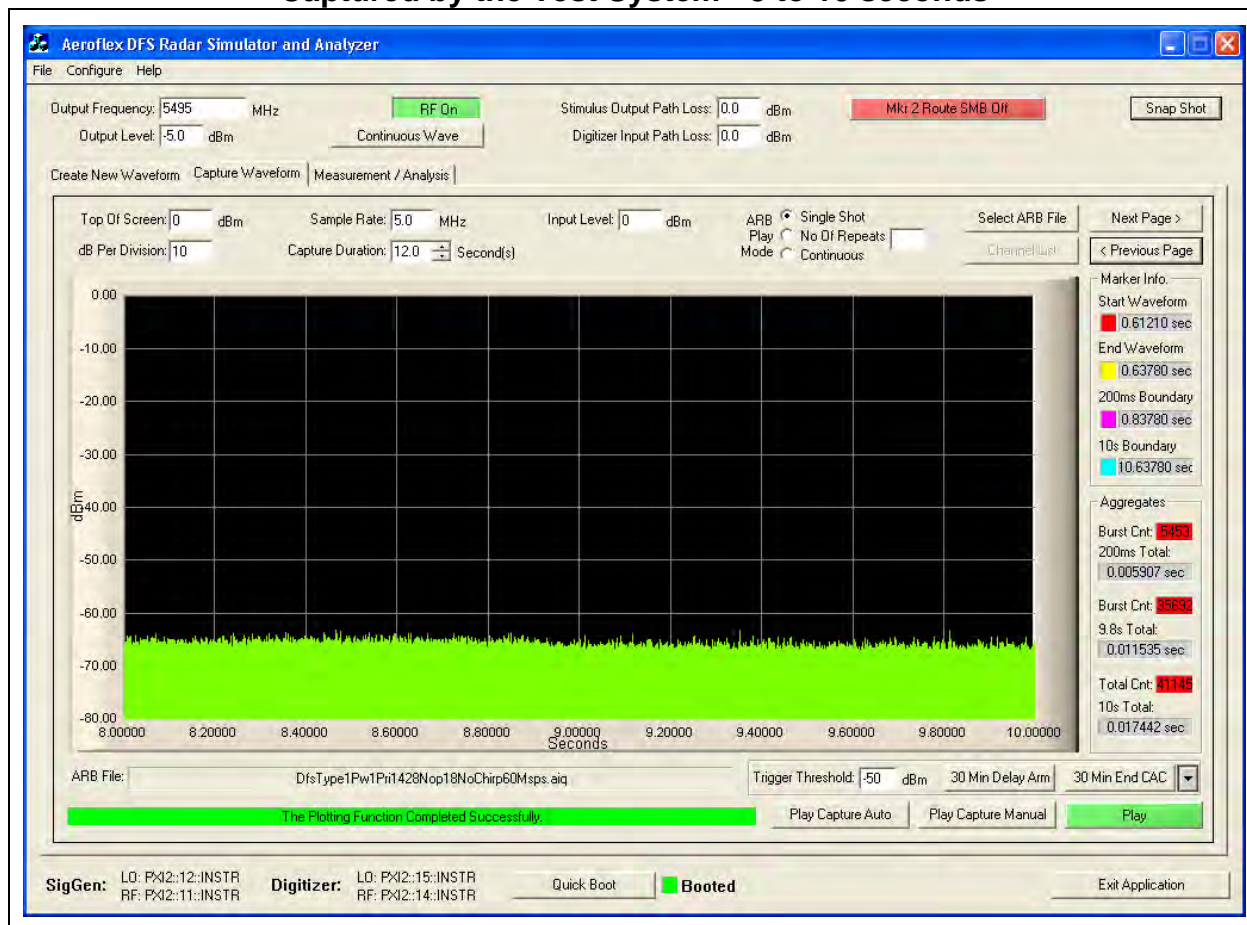 Captured by the Test System - 8 to 10 Seconds
Aeroflex DFS Radar Simulator and Analyzer
File Configure Help
Output Frequency: 5495 MHz RF On Stimulus Output Path Loss: 0.0 dBm Mkr 2 Route SMB Off Snap Shot
Output Level: -5.0 dBm Continuous Wave Digitizer Input Path Loss: 0.0 dBm
Create New Waveform Capture Waveform Measurement / Analysis
Top Of Screen: 0 dBm Sample Rate: 5.0 MHz Input Level: 0 dBm ARB Play Mode Single Shot Select ARB File Next Page >
No Of Repeats
dB Per Division: 10 Capture Duration: 12.0 Second(s) Continuous Channel List < Previous Page
Marker Info.
Start Waveform
0.61210 sec
End Waveform
0.63780 sec
200ms Boundary
0.83780 sec
10s Boundary
10.63780 sec
Aggregates
Burst Cnt: 5453
200ms Total:
0.005907 sec
Burst Cnt: 35692
9.8s Total:
0.011535 sec
Total Cnt: 41145
10s Total:
0.017442 sec
0.00
-10.00
-20.00
-30.00
-40.00
-50.00
-60.00
-70.00
-80.00
dBm
8.00000 8.20000 8.40000 8.60000 8.80000 9.00000 9.20000 9.40000 9.60000 9.80000 10.00000
Seconds
ARB File: DfsType1Pw1Pri1428Nop18NoChirp60Msps.aiq Trigger Threshold: -50 dBm 30 Min Delay Arm 30 Min End CAC
The Plotting Function Completed Successfully. Play Capture Auto Play Capture Manual Play
SigGen: LO: PXI2::12::INSTR Digitizer: LO: PXI2::15::INSTR Quick Boot Booted Exit Application
RF: PXI2::11::INSTR RF: PXI2::14::INSTR